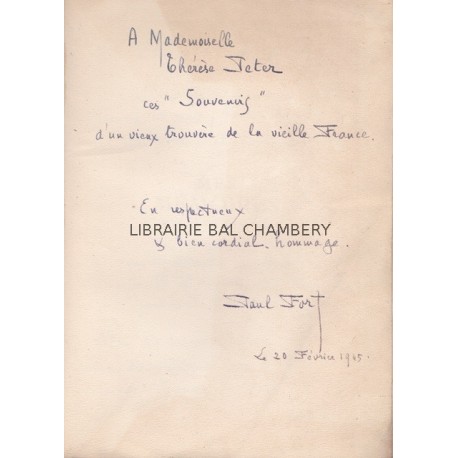 A Mademoiselle
Thérèse Peter
ces "Souvenirs"
d'un vieux trouvère de la vieille France.
En respectueux
LIBRAIRIE BAL CHAMBERY
& bien cordial hommage.
Paul Fort
Le 20 Février 1945.